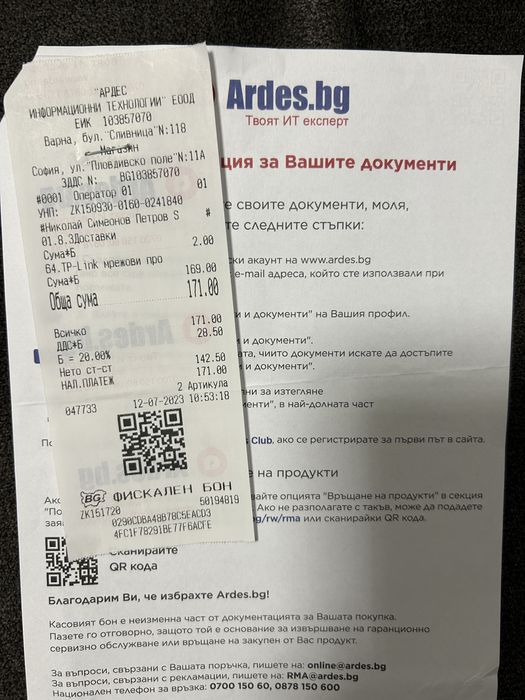 "АРДЕС
ИНФОРМАЦИОННИ ТЕХНОЛОГИИ" ЕООД
ЕИК 103857070
Варна, бул."Сливница"N:118
Магазин
София, ул."Пловдивско поле"N:11А
ЗДДС N: BG103857070
#0001 Оператор 01 01
УНП: ZK150930-0160-0241840
#Николай Симеонов Петров S #
01.8.3Доставки
Сума*Б 2.00
64.TP-Link мрежови про
Сума*Б 169.00
Обща сума 171.00
Всичко 171.00
ДДС*Б 28.50
Б = 20.00%
Нето ст-ст 142.50
НАЛ.ПЛАТЕЖ 171.00
2 Артикула
047733 12-07-2023 10:53:18
BG ФИСКАЛЕН БОН
ZK151720 50194819
0290CDBA48B78C5EACD3
4FC1F78291BE77F6ACFE
Ardes.bg
Твоят ИТ експерт
ция за Вашите документи
е своите документи, моля,
те следните стъпки:
ски акаунт на www.ardes.bg
e-mail адреса, който сте използвали при
и и документи" на Вашия профил.
и и документи".
ата, чиито документи искате да достъпите
и и документи".
ни за изтегляне
менти", в най-долната част
По
s Club, ако се регистрирате за първи път в сайта.
е на продукти
Ако
вайте опцията "Връщане на продукти" в секция
"По
. Ако не разполагате с такъв, може да подадете
зая
g/rw/rma или сканирайки QR кода.
Сканирайте
QR кода
Благодарим Ви, че избрахте Ardes.bg!
Касовият бон е неизменна част от документацията за Вашата покупка.
Пазете го отговорно, защото той е основание за извършване на гаранционно
сервизно обслужване или връщане на закупен от Вас продукт.
За въпроси, свързани с Вашата поръчка, пишете на: online@ardes.bg
За въпроси, свързани с рекламации, пишете на: RMA@ardes.bg
Национален телефон за връзка: 0700 150 60, 0878 150 600